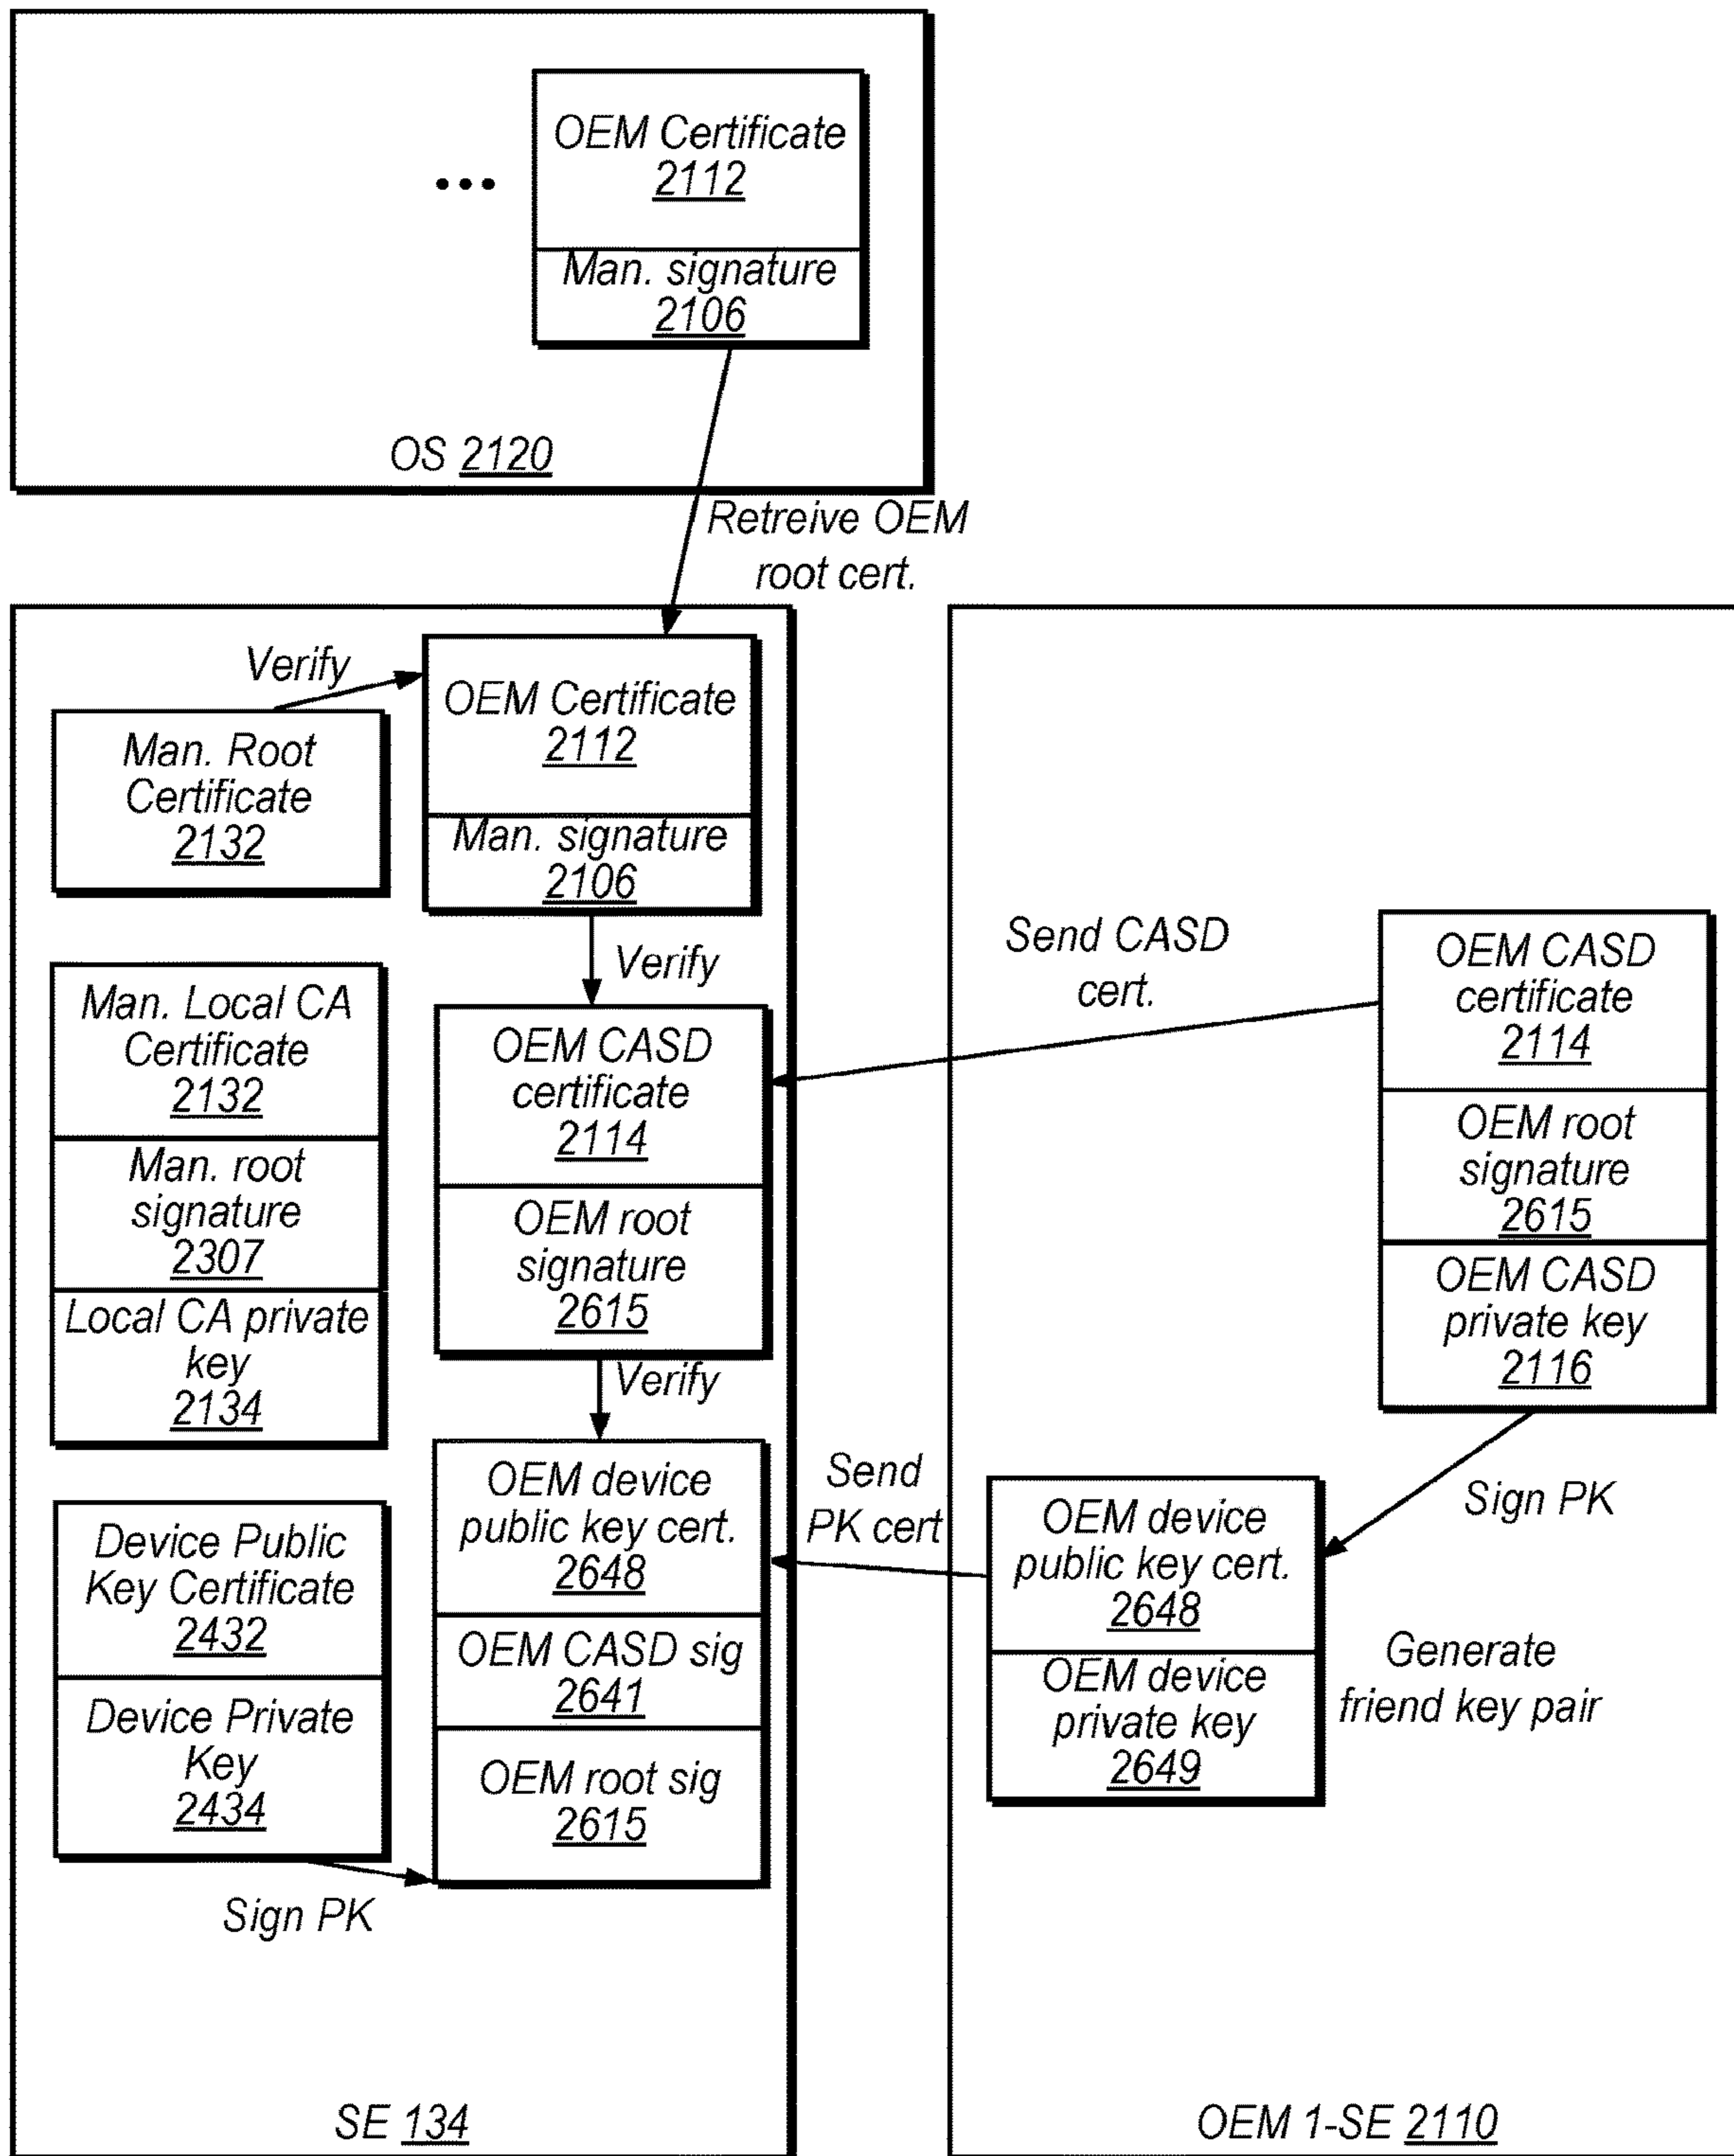 OEM Certificate
2112
...
Man. signature
2106
OS 2120
Retreive OEM
root cert.
Verify
OEM Certificate
2112
Man. Root
Certificate
2132
Man. signature
2106
Verify
Man. Local CA
Certificate
2132
Man. root
signature
2307
Local CA private
key
2134
OEM CASD
certificate
2114
OEM root
signature
2615
Verify
Send CASD
cert.
OEM CASD
certificate
2114
OEM root
signature
2615
OEM CASD
private key
2116
Sign PK
Device Public
Key Certificate
2432
Device Private
Key
2434
Sign PK
OEM device
public key cert.
2648
OEM CASD sig
2641
OEM root sig
2615
Send
PK cert
OEM device
public key cert.
2648
OEM device
private key
2649
Generate
friend key pair
SE 134
OEM 1-SE 2110